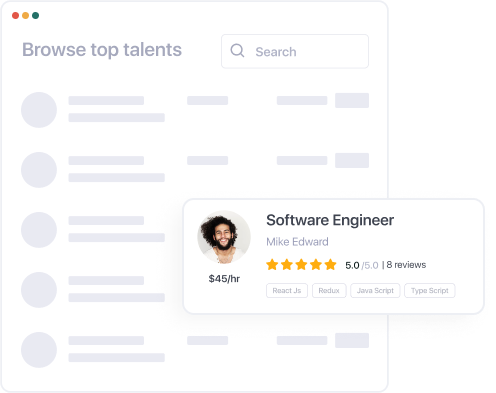 Browse top talents
Search
Software Engineer
Mike Edward
5.0 /5.0 | 8 reviews
$45/hr
React Js Redux Java Script Type Script